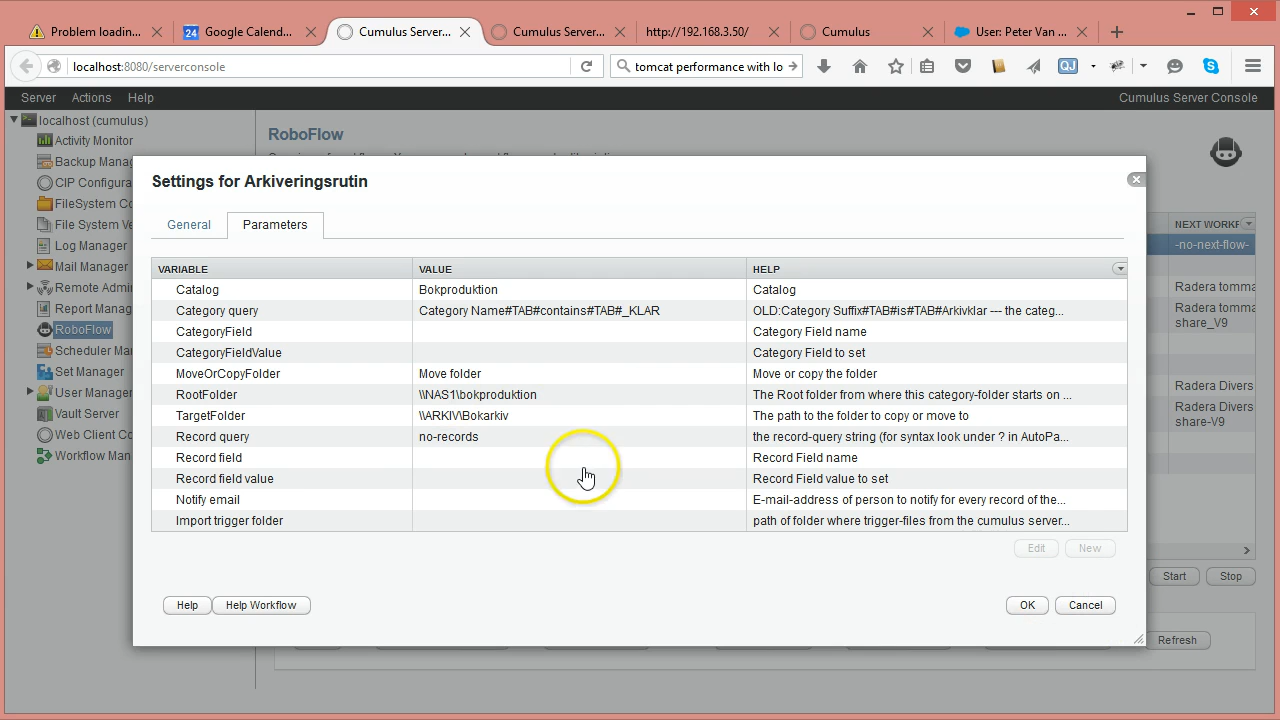 Problem loadin...
Google Calend...
Cumulus Server...
Cumulus Server...
http://192.168.3.50/
Cumulus
User: Peter Van ...
localhost:8080/serverconsole
tomcat performance with lo
Server Actions Help
Cumulus Server Console
localhost (cumulus)
Activity Monitor
Backup Mana
CIP Configura
FileSystem Co
File System Ve
Log Manager
Mail Manager
Remote Admi
Report Manag
RoboFlow
Scheduler Ma
Set Manager
User Manager
Vault Server
Web Client Co
Workflow Man
RoboFlow
Settings for Arkiveringsrutin
General Parameters
VARIABLE VALUE HELP
Catalog Bokproduktion Catalog
Category query Category Name#TAB#contains#TAB#_KLAR OLD:Category Suffix#TAB#is#TAB#Arkivklar --- the categ...
CategoryField Category Field name
CategoryFieldValue Category Field to set
MoveOrCopyFolder Move folder Move or copy the folder
RootFolder \\NAS1\bokproduktion The Root folder from where this category-folder starts on ...
TargetFolder \\ARKIV\Bokarkiv The path to the folder to copy or move to
Record query no-records the record-query string (for syntax look under ? in AutoPa...
Record field Record Field name
Record field value Record Field value to set
Notify email E-mail-address of person to notify for every record of the...
Import trigger folder path of folder where trigger-files from the cumulus server...
Edit New
Help Help Workflow OK Cancel
NEXT WORKF
-no-next-flow-
Radera tomma
Radera tomma
share_V9
Radera Divers
Radera Divers
share-V9
Start Stop
Refresh